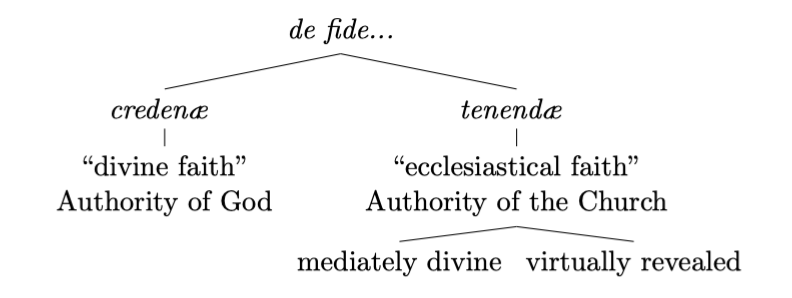 de fide...
credenæ
tenendæ
“divine faith”
Authority of God
“ecclesiastical faith”
Authority of the Church
mediately divine
virtually revealed